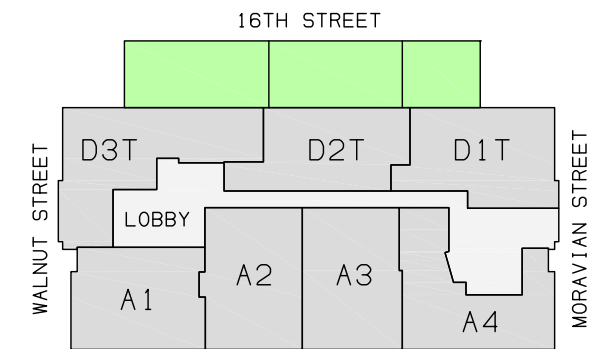 16TH STREET
D3T
D2T
D1T
WALNUT STREET
MORAVIAN STREET
LOBBY
A1
A2
A3
A4